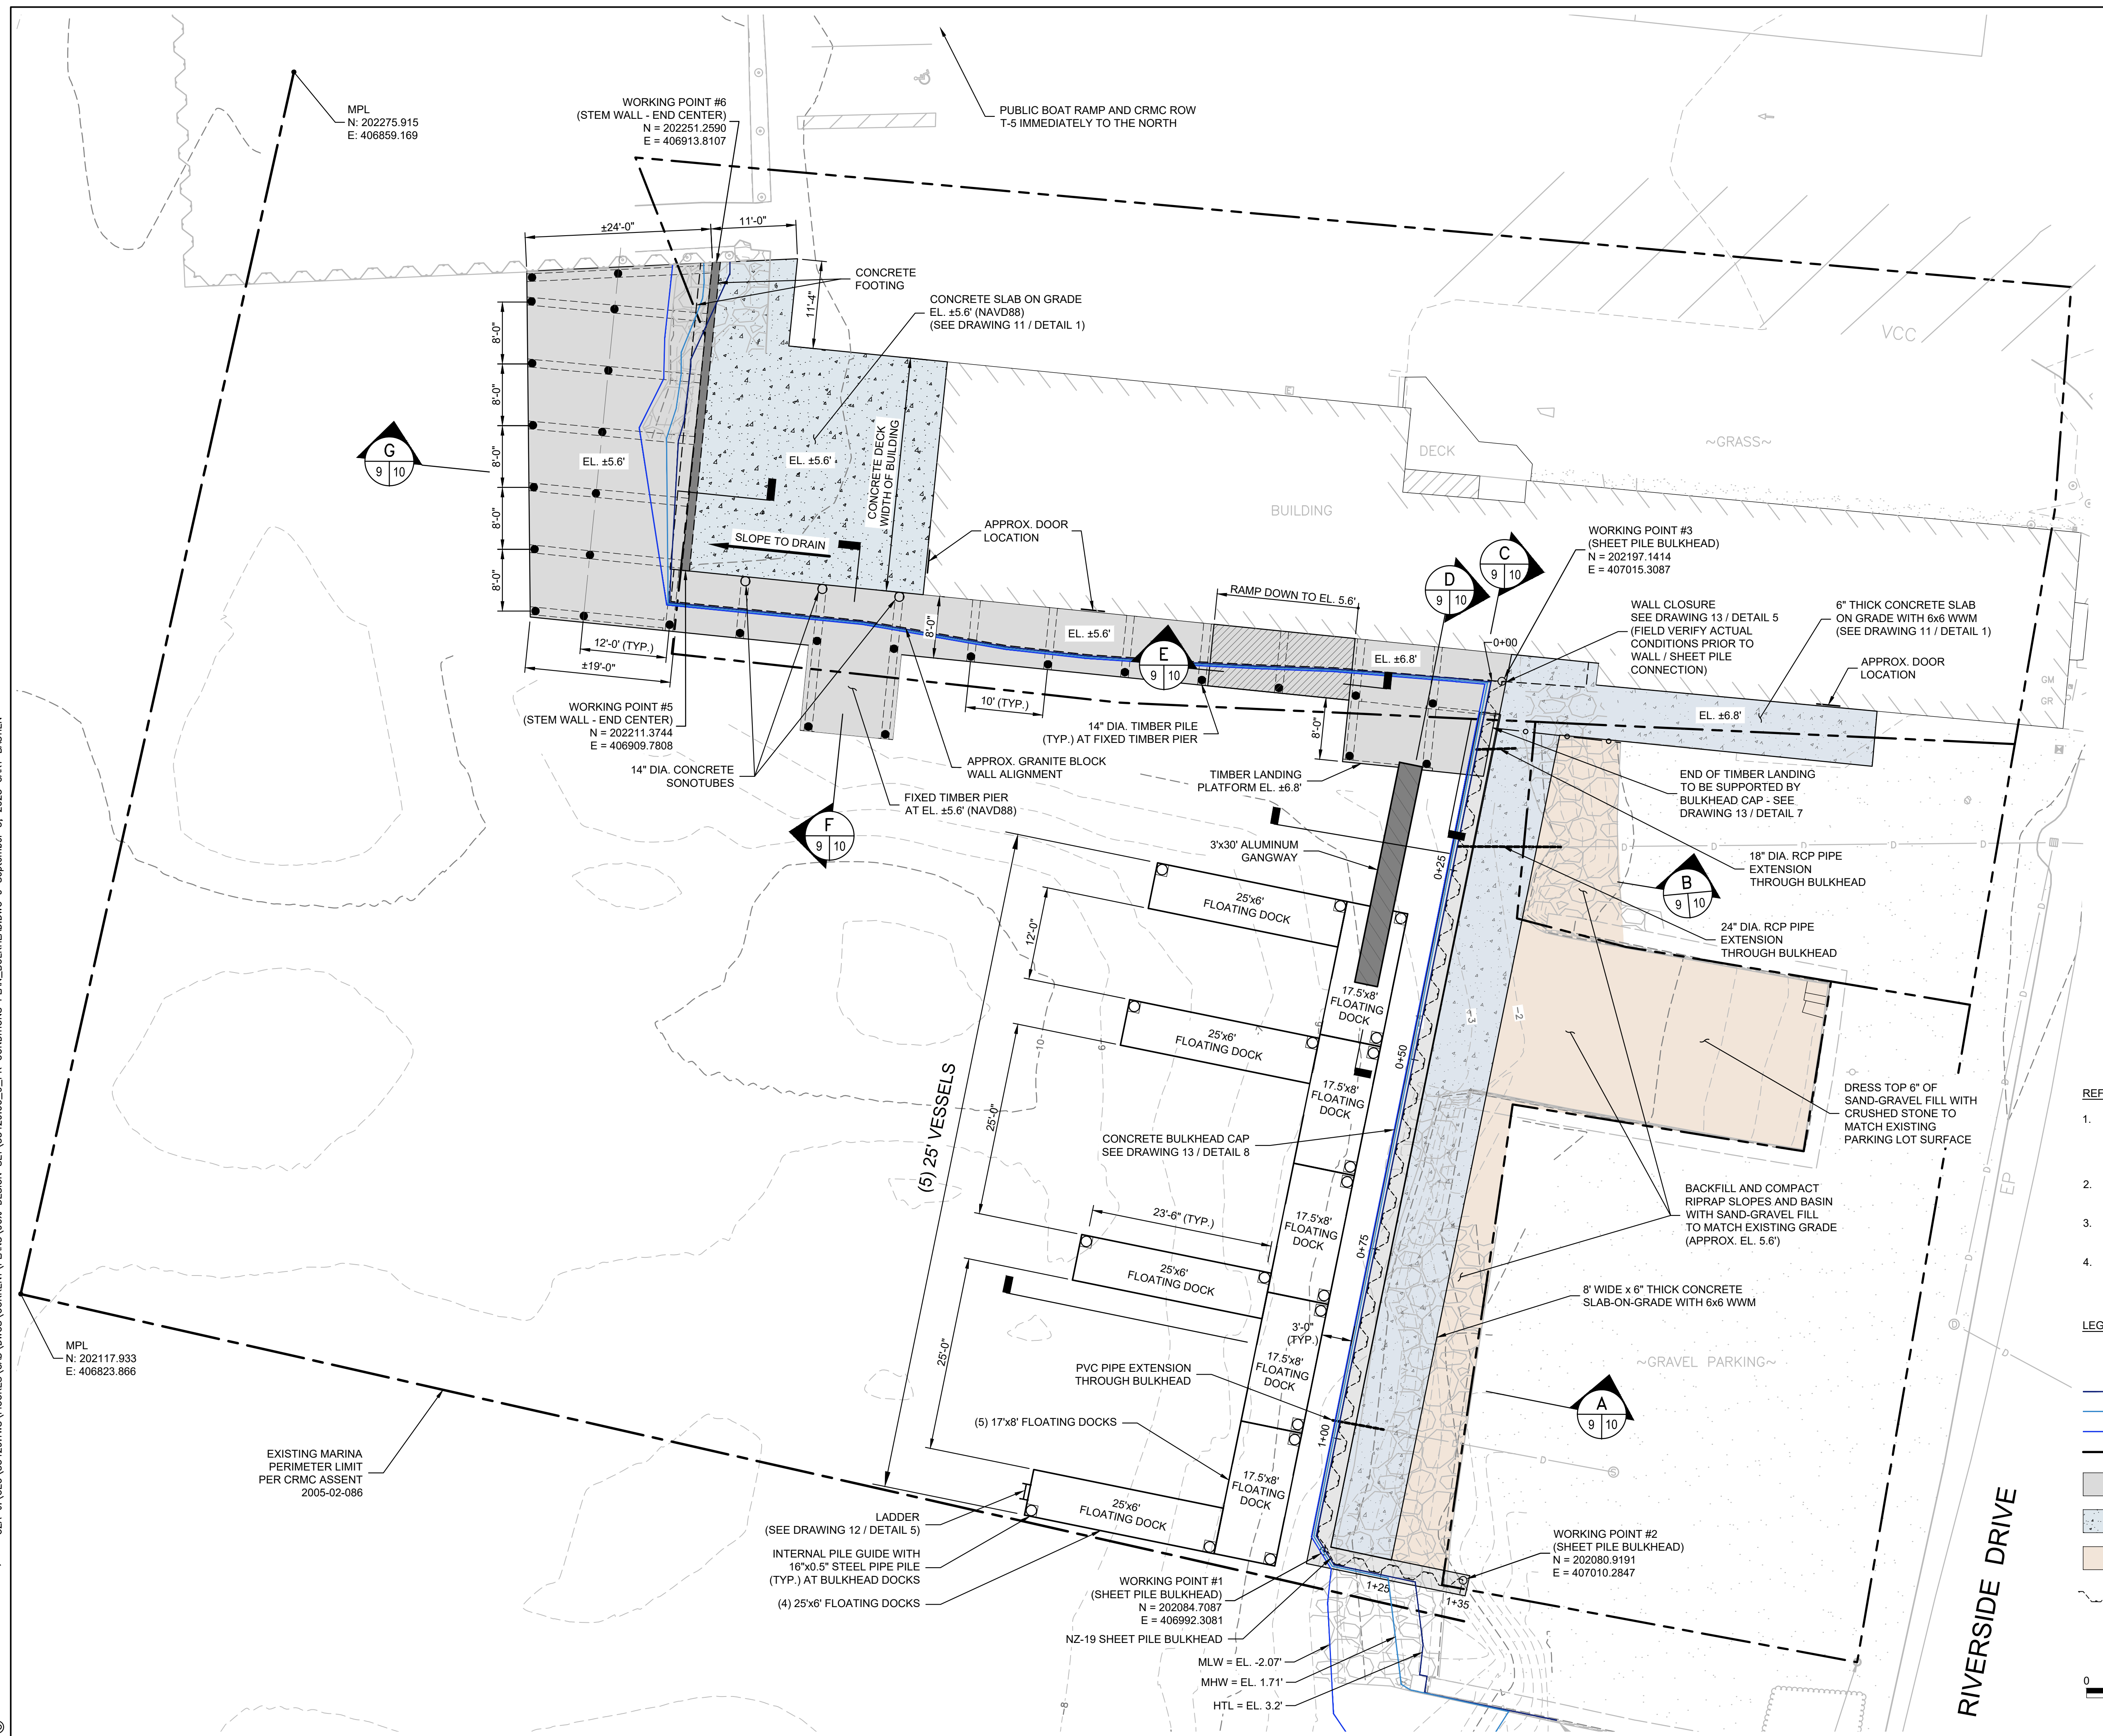 MPL
N: 202275.915
E: 406859.169
WORKING POINT #6
(STEM WALL - END CENTER)
N = 202251.2590
E = 406913.8107
PUBLIC BOAT RAMP AND CRMC ROW
T-5 IMMEDIATELY TO THE NORTH
±24'-0"
11'-0"
CONCRETE
FOOTING
11'-4"
CONCRETE SLAB ON GRADE
EL. ±5.6' (NAVD88)
(SEE DRAWING 11 / DETAIL 1)
VCC
8'-0"
8'-0"
8'-0"
8'-0"
8'-0"
G
9 10
EL. ±5.6'
EL. ±5.6'
CONCRETE DECK
WIDTH OF BUILDING
SLOPE TO DRAIN
DECK
~GRASS~
BUILDING
E
APPROX. DOOR
LOCATION
C
9 10
D
9 10
WORKING POINT #3
(SHEET PILE BULKHEAD)
N = 202197.1414
E = 407015.3087
RAMP DOWN TO EL. 5.6'
WALL CLOSURE
SEE DRAWING 13 / DETAIL 5
(FIELD VERIFY ACTUAL
CONDITIONS PRIOR TO
WALL / SHEET PILE
CONNECTION)
6" THICK CONCRETE SLAB
ON GRADE WITH 6x6 WWM
(SEE DRAWING 11 / DETAIL 1)
APPROX. DOOR
LOCATION
8'-0"
EL. ±5.6'
E
9 10
EL. ±6.8'
0+00
12'-0' (TYP.)
±19'-0"
EL. ±6.8'
GM
GR
WORKING POINT #5
(STEM WALL - END CENTER)
N = 202211.3744
E = 406909.7808
10' (TYP.)
14" DIA. TIMBER PILE
(TYP.) AT FIXED TIMBER PIER
8'-0"
14" DIA. CONCRETE
SONOTUBES
APPROX. GRANITE BLOCK
WALL ALIGNMENT
FIXED TIMBER PIER
AT EL. ±5.6' (NAVD88)
TIMBER LANDING
PLATFORM EL. ±6.8'
END OF TIMBER LANDING
TO BE SUPPORTED BY
BULKHEAD CAP - SEE
DRAWING 13 / DETAIL 7
F
9 10
3'x30' ALUMINUM
GANGWAY
0+25
18" DIA. RCP PIPE
EXTENSION
THROUGH BULKHEAD
B
9 10
24" DIA. RCP PIPE
EXTENSION
THROUGH BULKHEAD
25'x6'
FLOATING DOCK
12'-0"
17.5'x8'
FLOATING
DOCK
25'x6'
FLOATING DOCK
25'-0"
0+50
17.5'x8'
FLOATING
DOCK
(5) 25' VESSELS
DRESS TOP 6" OF
SAND-GRAVEL FILL WITH
CRUSHED STONE TO
MATCH EXISTING
PARKING LOT SURFACE
REF
1.
2.
3.
4.
CONCRETE BULKHEAD CAP
SEE DRAWING 13 / DETAIL 8
BACKFILL AND COMPACT
RIPRAP SLOPES AND BASIN
WITH SAND-GRAVEL FILL
TO MATCH EXISTING GRADE
(APPROX. EL. 5.6')
23'-6" (TYP.)
17.5'x8'
FLOATING
DOCK
0+75
EP
25'x6'
FLOATING DOCK
8' WIDE x 6" THICK CONCRETE
SLAB-ON-GRADE WITH 6x6 WWM
LEG
25'-0"
3'-0"
(TYP.)
17.5'x8'
FLOATING
DOCK
MPL
N: 202117.933
E: 406823.866
PVC PIPE EXTENSION
THROUGH BULKHEAD
~GRAVEL PARKING~
A
9 10
(5) 17'x8' FLOATING DOCKS
1+00
EXISTING MARINA
PERIMETER LIMIT
PER CRMC ASSENT
2005-02-086
17.5'x8'
FLOATING
DOCK
25'x6'
FLOATING DOCK
LADDER
(SEE DRAWING 12 / DETAIL 5)
INTERNAL PILE GUIDE WITH
16"x0.5" STEEL PIPE PILE
(TYP.) AT BULKHEAD DOCKS
(4) 25'x6' FLOATING DOCKS
WORKING POINT #2
(SHEET PILE BULKHEAD)
N = 202080.9191
E = 407010.2847
WORKING POINT #1
(SHEET PILE BULKHEAD)
N = 202084.7087
E = 406992.3081
1+25
1+35
NZ-19 SHEET PILE BULKHEAD
MLW = EL. -2.07'
MHW = EL. 1.71'
HTL = EL. 3.2'
RIVERSIDE DRIVE
0